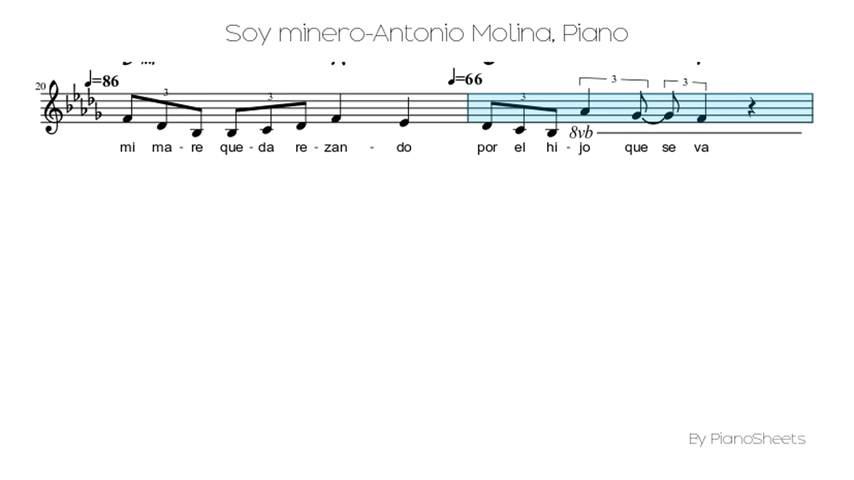 Soy minero-Antonio Molina, Piano
♩=86 ♩=66
20 3 3 3 3 3
8vb
mi ma - re que - da re - zan - do por el hi - jo que se va
By PianoSheets